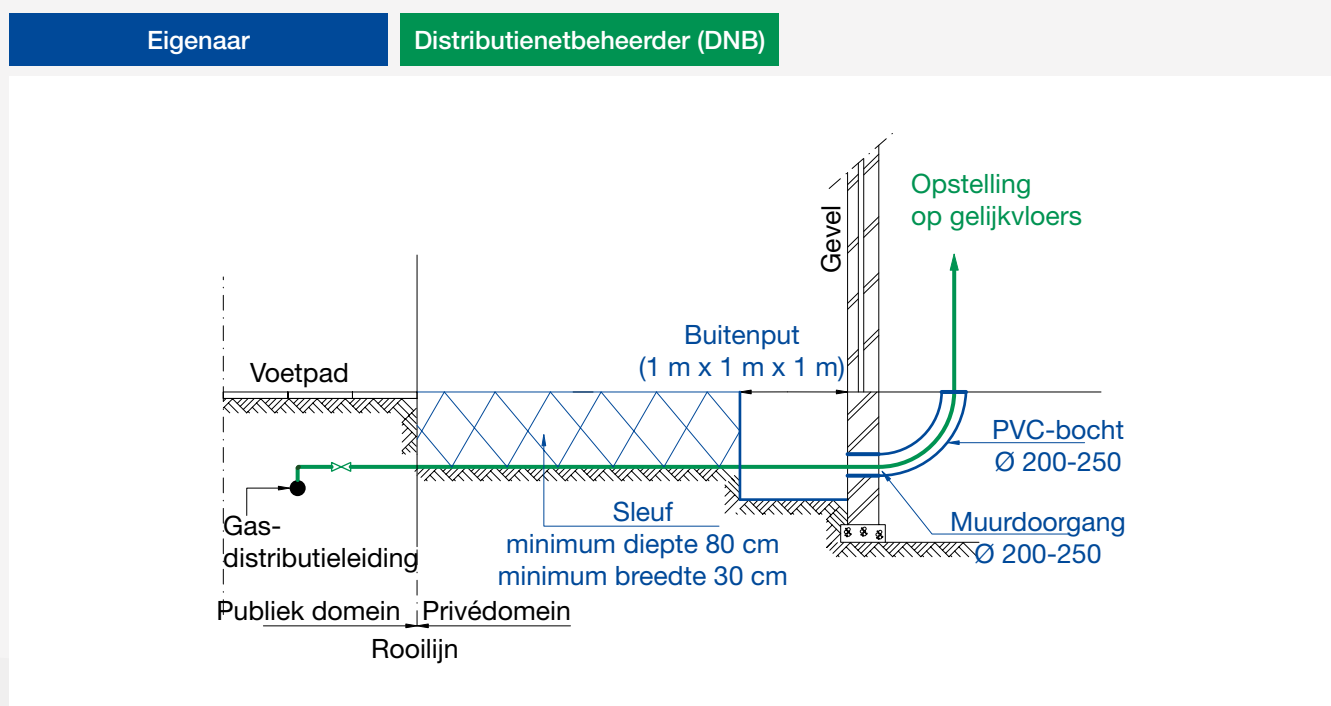 Eigenaar
Distributienetbeheerder (DNB)
Opstelling
op gelijkvloers
Gevel
Buitenput
(1 m x 1 m x 1 m)
Voetpad
PVC-bocht
Ø 200-250
Sleuf
minimum diepte 80 cm
minimum breedte 30 cm
Muurdoorgang
Ø 200-250
Gas-
distributieleiding
Publiek domein
Privédomein
Rooilijn